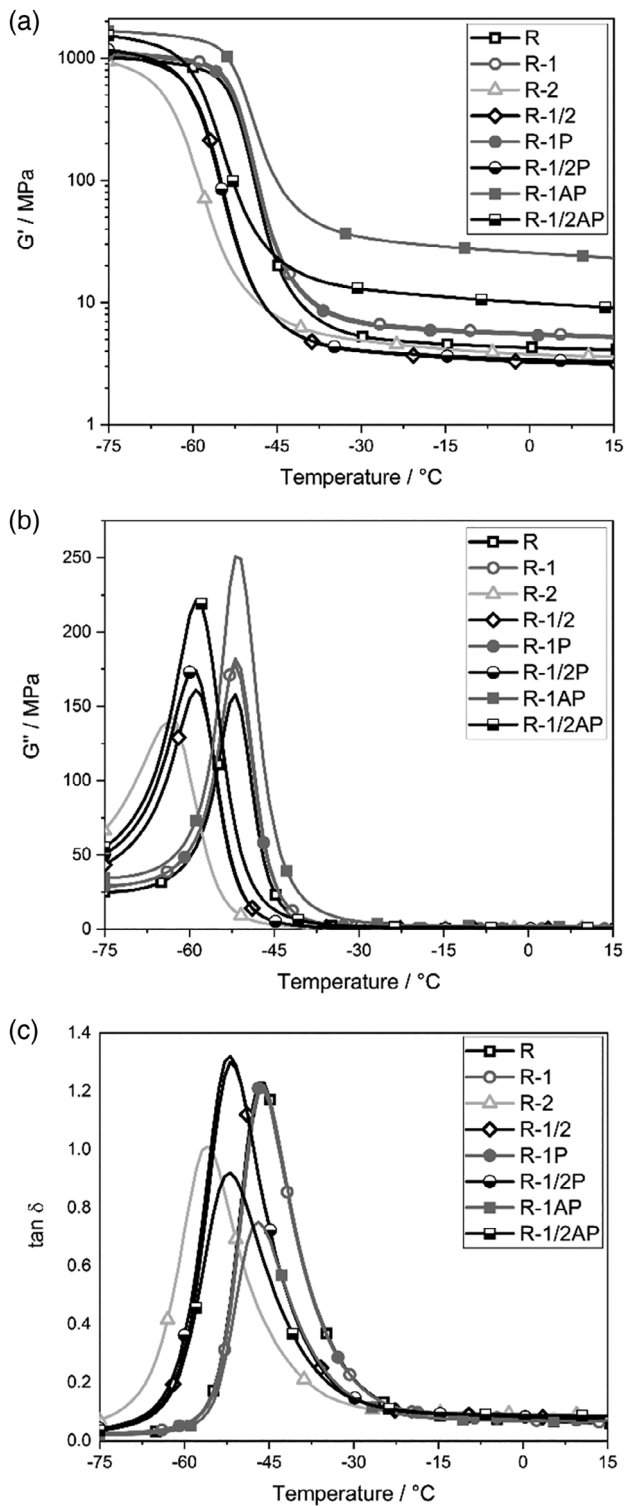 (a)
G' / MPa
1000
100
10
1
-75 -60 -45 -30 -15 0 15
Temperature / °C
R
R-1
R-2
R-1/2
R-1P
R-1/2P
R-1AP
R-1/2AP
(b)
G" / MPa
250
200
150
100
50
0
-75 -60 -45 -30 -15 0 15
Temperature / °C
R
R-1
R-2
R-1/2
R-1P
R-1/2P
R-1AP
R-1/2AP
(c)
tan δ
1.4
1.2
1.0
0.8
0.6
0.4
0.2
0.0
-75 -60 -45 -30 -15 0 15
Temperature / °C
R
R-1
R-2
R-1/2
R-1P
R-1/2P
R-1AP
R-1/2AP